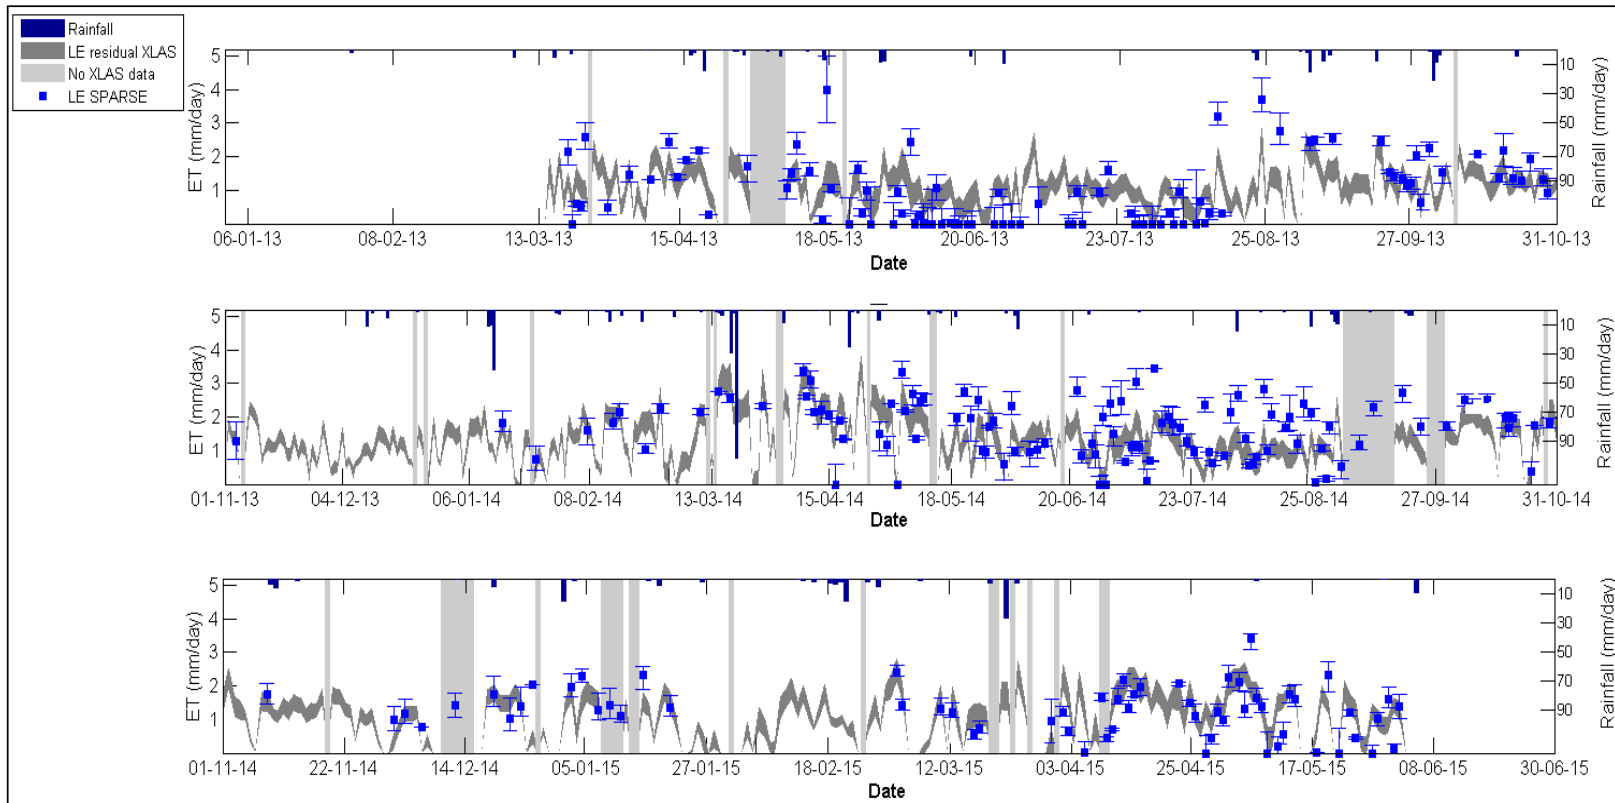 Rainfall
LE residual XLAS
No XLAS data
LE SPARSE
ET (mm/day)
5
4
3
2
1
10
30
50
70
90
Rainfall (mm/day)
06-01-13 08-02-13 13-03-13 15-04-13 18-05-13 20-06-13 23-07-13 25-08-13 27-09-13 31-10-13
Date
ET (mm/day)
5
4
3
2
1
10
30
50
70
90
Rainfall (mm/day)
01-11-13 04-12-13 06-01-14 08-02-14 13-03-14 15-04-14 18-05-14 20-06-14 23-07-14 25-08-14 27-09-14 31-10-14
Date
ET (mm/day)
5
4
3
2
1
10
30
50
70
90
Rainfall (mm/day)
01-11-14 22-11-14 14-12-14 05-01-15 27-01-15 18-02-15 12-03-15 03-04-15 25-04-15 17-05-15 08-06-15 30-06-15
Date